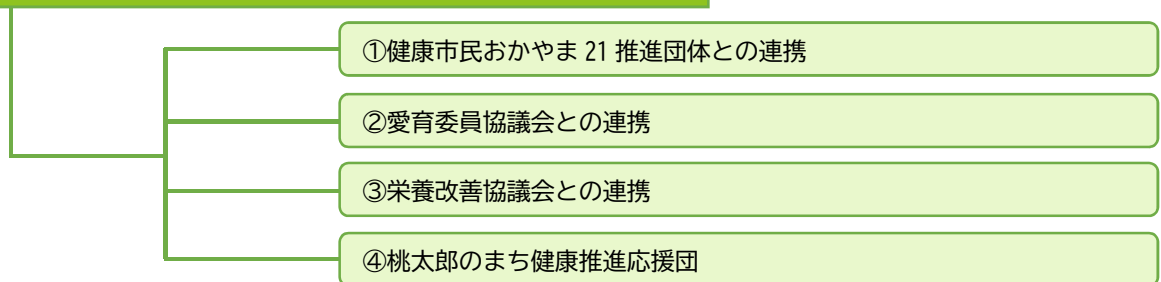 ①健康市民おかやま 21 推進団体との連携
②愛育委員協議会との連携
③栄養改善協議会との連携
④桃太郎のまち健康推進応援団